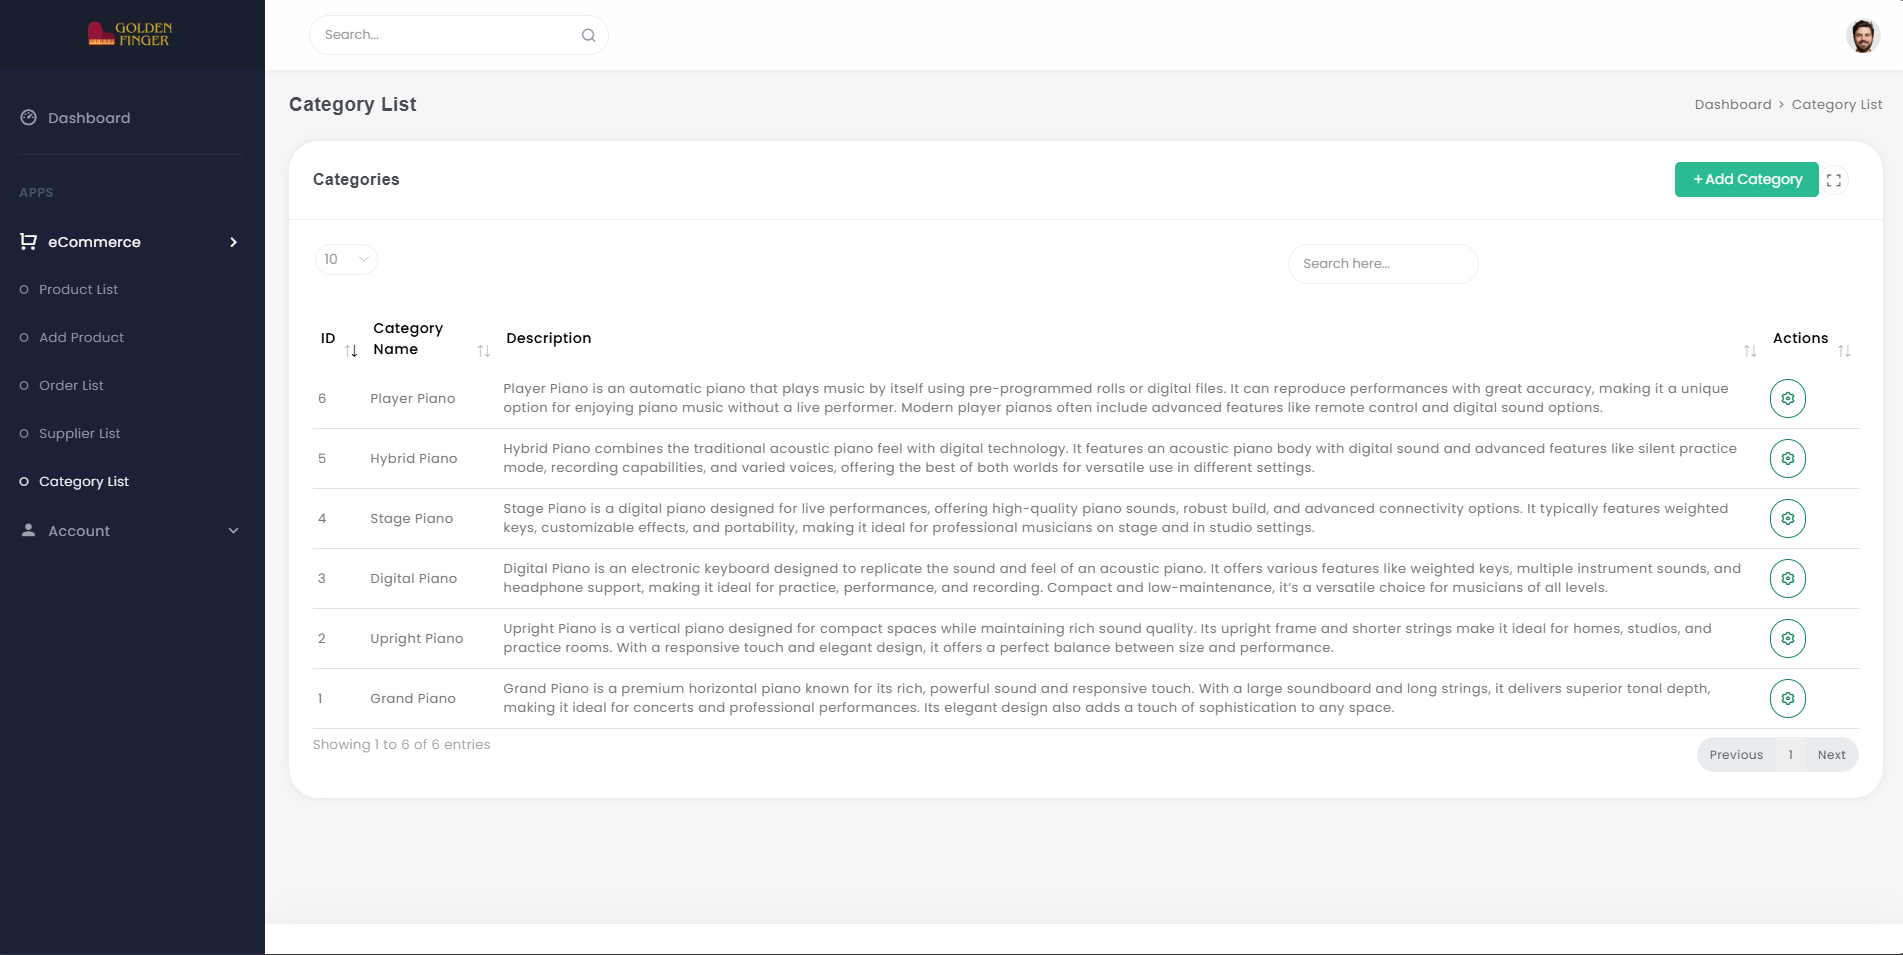 GOLDEN
FINGER
Search...
Dashboard
APPS
eCommerce
Product List
Add Product
Order List
Supplier List
Category List
Account
Category List
Dashboard > Category List
Categories
+ Add Category
10
Search here...
ID
Category
Name
Description
Actions
6
Player Piano
Player Piano is an automatic piano that plays music by itself using pre-programmed rolls or digital files. It can reproduce performances with great accuracy, making it a unique
option for enjoying piano music without a live performer. Modern player pianos often include advanced features like remote control and digital sound options.
5
Hybrid Piano
Hybrid Piano combines the traditional acoustic piano feel with digital technology. It features an acoustic piano body with digital sound and advanced features like silent practice
mode, recording capabilities, and varied voices, offering the best of both worlds for versatile use in different settings.
4
Stage Piano
Stage Piano is a digital piano designed for live performances, offering high-quality piano sounds, robust build, and advanced connectivity options. It typically features weighted
keys, customizable effects, and portability, making it ideal for professional musicians on stage and in studio settings.
3
Digital Piano
Digital Piano is an electronic keyboard designed to replicate the sound and feel of an acoustic piano. It offers various features like weighted keys, multiple instrument sounds, and
headphone support, making it ideal for practice, performance, and recording. Compact and low-maintenance, it's a versatile choice for musicians of all levels.
2
Upright Piano
Upright Piano is a vertical piano designed for compact spaces while maintaining rich sound quality. Its upright frame and shorter strings make it ideal for homes, studios, and
practice rooms. With a responsive touch and elegant design, it offers a perfect balance between size and performance.
1
Grand Piano
Grand Piano is a premium horizontal piano known for its rich, powerful sound and responsive touch. With a large soundboard and long strings, it delivers superior tonal depth,
making it ideal for concerts and professional performances. Its elegant design also adds a touch of sophistication to any space.
Showing 1 to 6 of 6 entries
Previous 1 Next